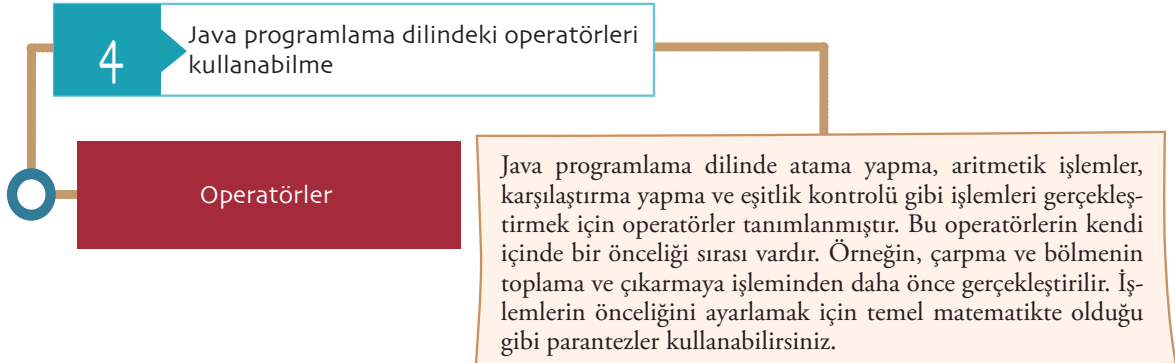 4
Java programlama dilindeki operatörleri
kullanabilme
Operatörler
Java programlama dilinde atama yapma, aritmetik işlemler,
karşılaştırma yapma ve eşitlik kontrolü gibi işlemleri gerçekleş-
tirmek için operatörler tanımlanmıştır. Bu operatörlerin kendi
içinde bir önceliği sırası vardır. Örneğin, çarpma ve bölmenin
toplama ve çıkarmaya işleminden daha önce gerçekleştirilir. İş-
lemlerin önceliğini ayarlamak için temel matematikte olduğu
gibi parantezler kullanabilirsiniz.